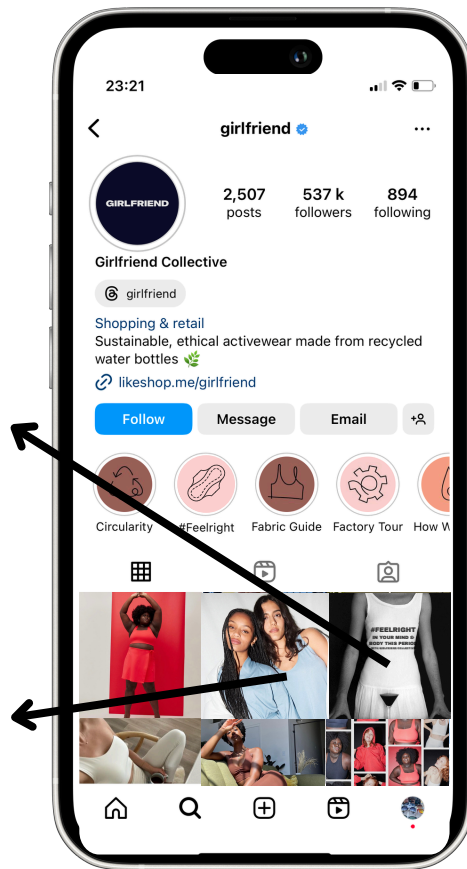 23:21
girlfriend
GIRLFRIEND
2,507 537 k 894
posts followers following
Girlfriend Collective
girlfriend
Shopping & retail
Sustainable, ethical activewear made from recycled
water bottles 🌿
likeshop.me/girlfriend
Follow Message Email
Circularity #Feelright Fabric Guide Factory Tour How W
#FEELRIGHT
IN YOUR MIND &
BODY THIS PERIOD